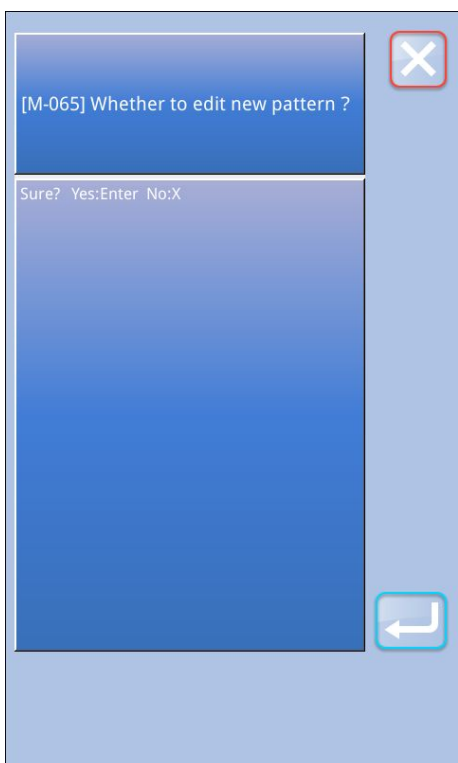 [M-065] Whether to edit new pattern ?
Sure? Yes:Enter No:X